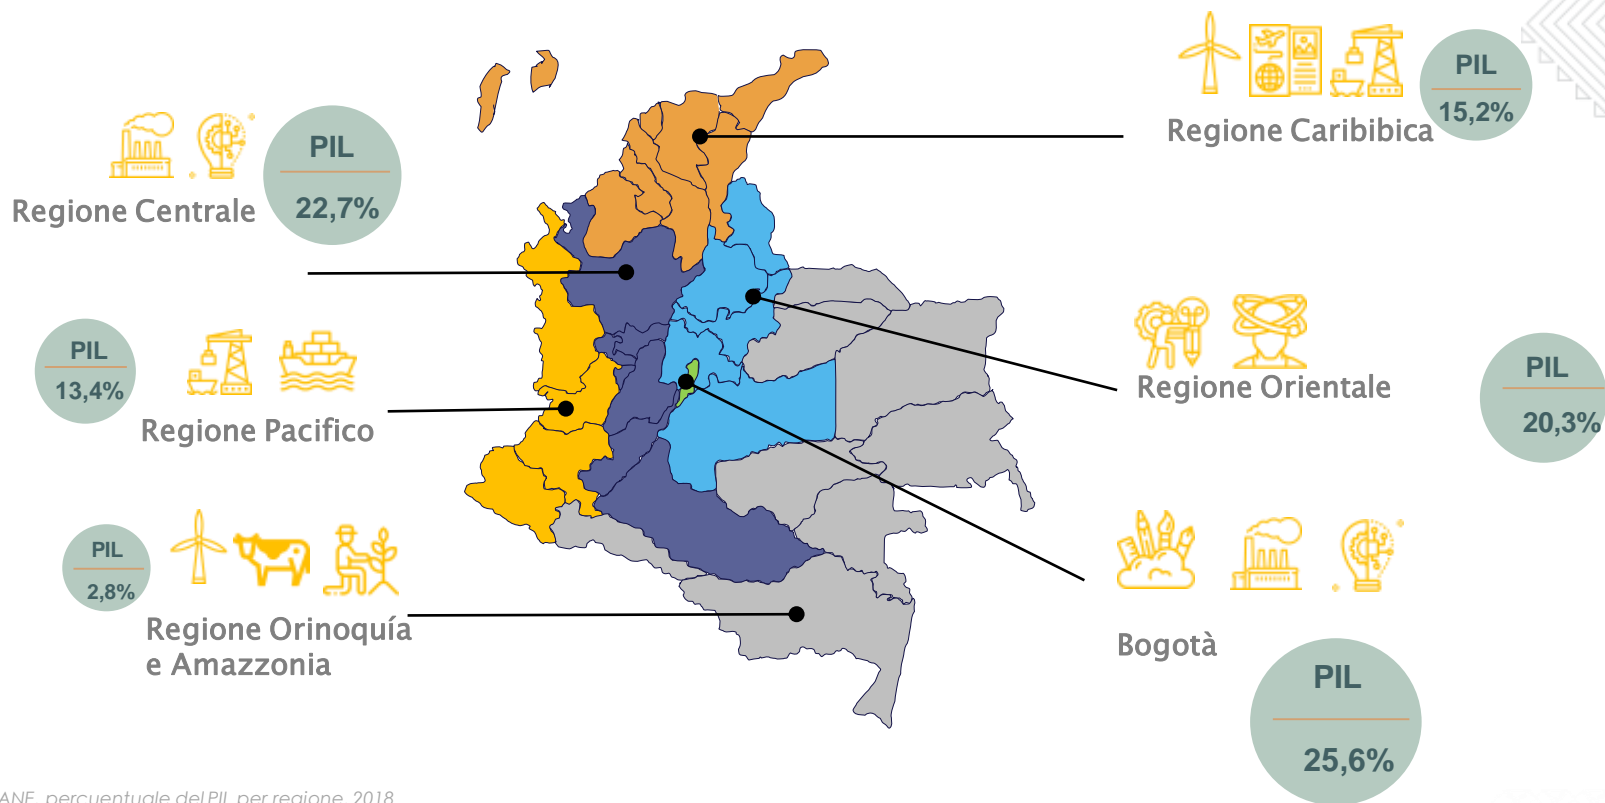 PIL
15,2%
Regione Caribibica
PIL
22,7%
Regione Centrale
PIL
13,4%
Regione Pacifico
PIL
20,3%
Regione Orientale
PIL
2,8%
Regione Orinoquía
e Amazzonia
Bogotà
PIL
25,6%
percuentuale del PIL per regione, 2018